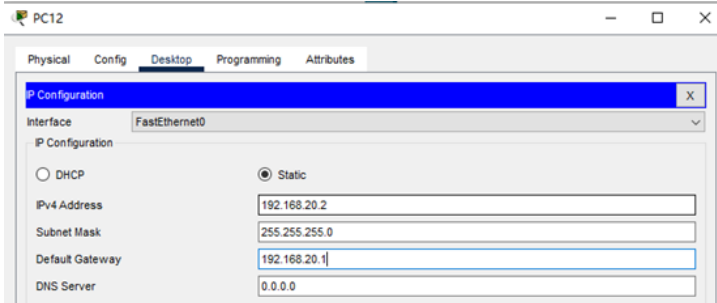 PC12
Physical Config Desktop Programming Attributes
IP Configuration X
Interface FastEthernet0
IP Configuration
DHCP Static
IPv4 Address 192.168.20.2
Subnet Mask 255.255.255.0
Default Gateway 192.168.20.1
DNS Server 0.0.0.0